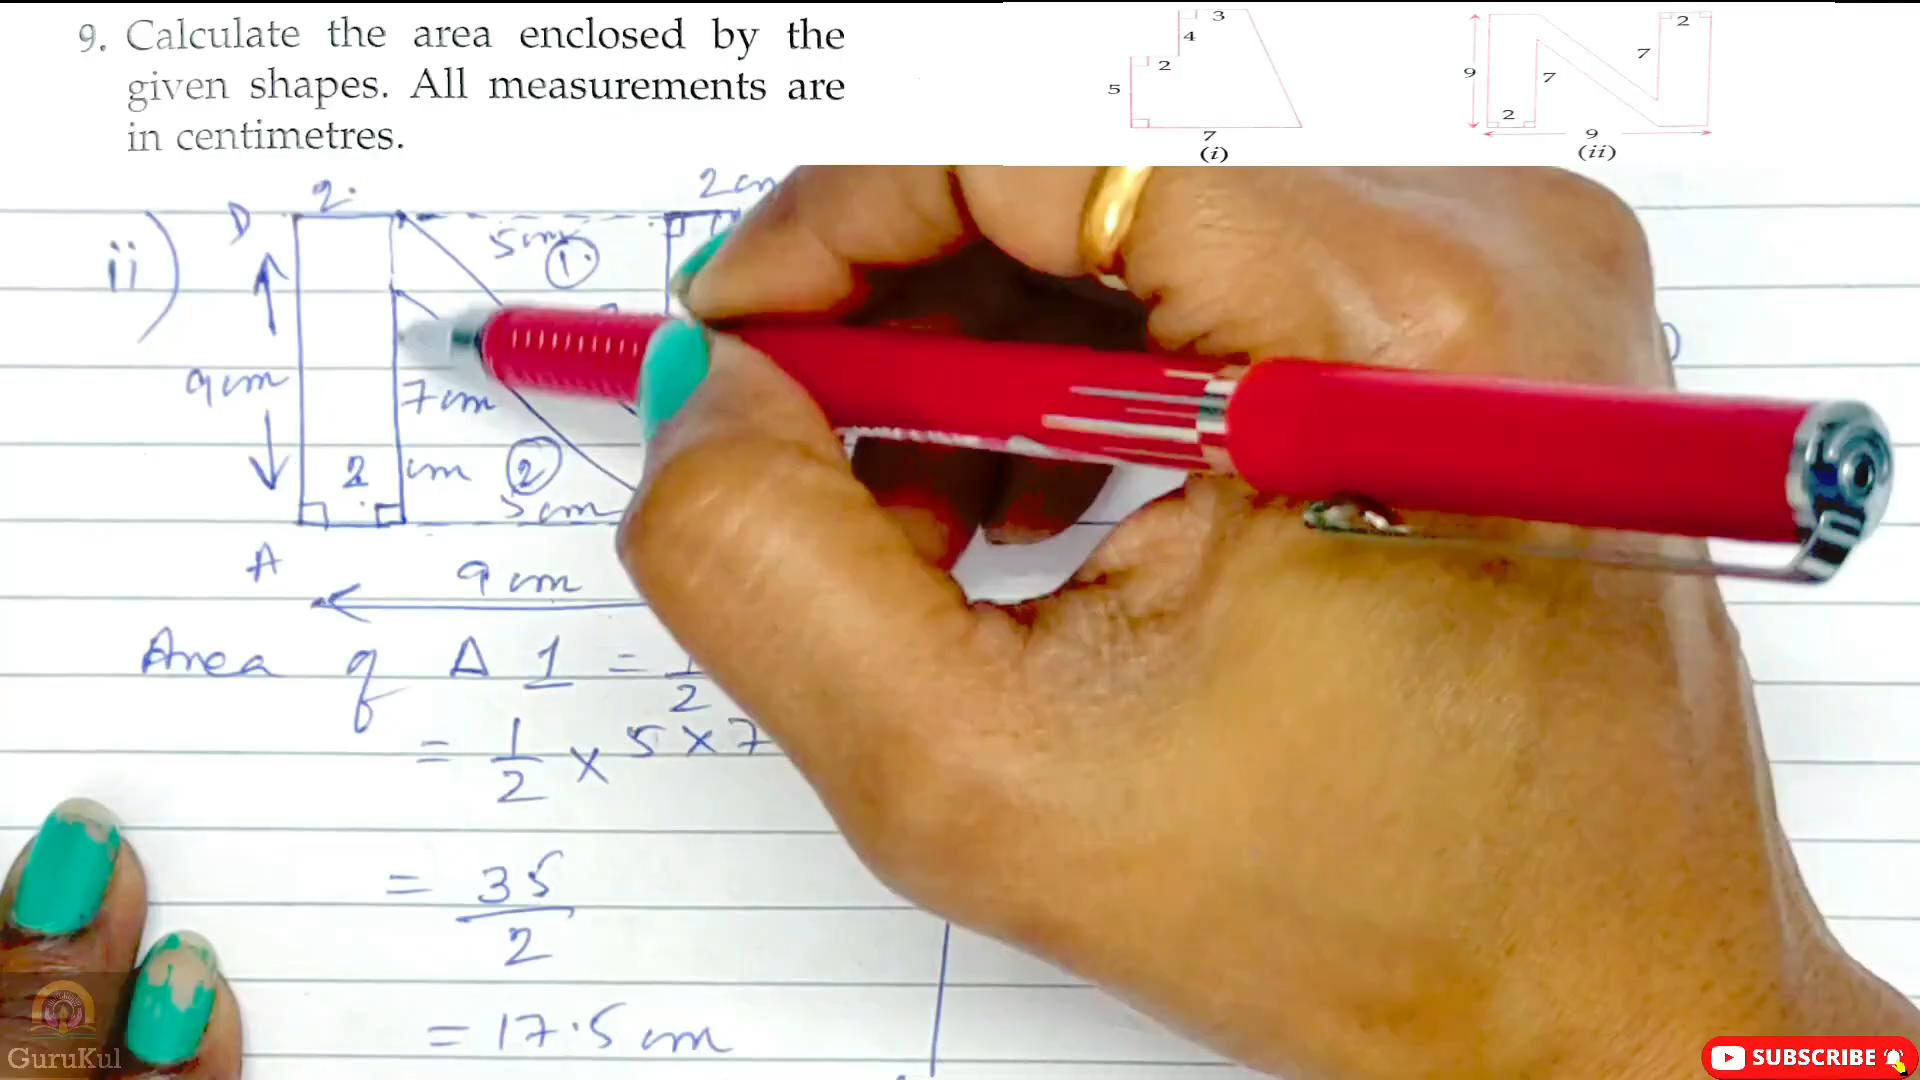 9. Calculate the area enclosed by the
given shapes. All measurements are
in centimetres.
3
4
2
5
7
(i)
2
7
9
7
2
9
(ii)
ii)
D
2
2 cm
5 cm
1
9 cm
7 cm
2
cm
2
5 cm
A
9 cm
Area of Δ 1 = 1/2
= 1/2 × 5 × 7
= 35/2
= 17.5 cm
GuruKul
SUBSCRIBE